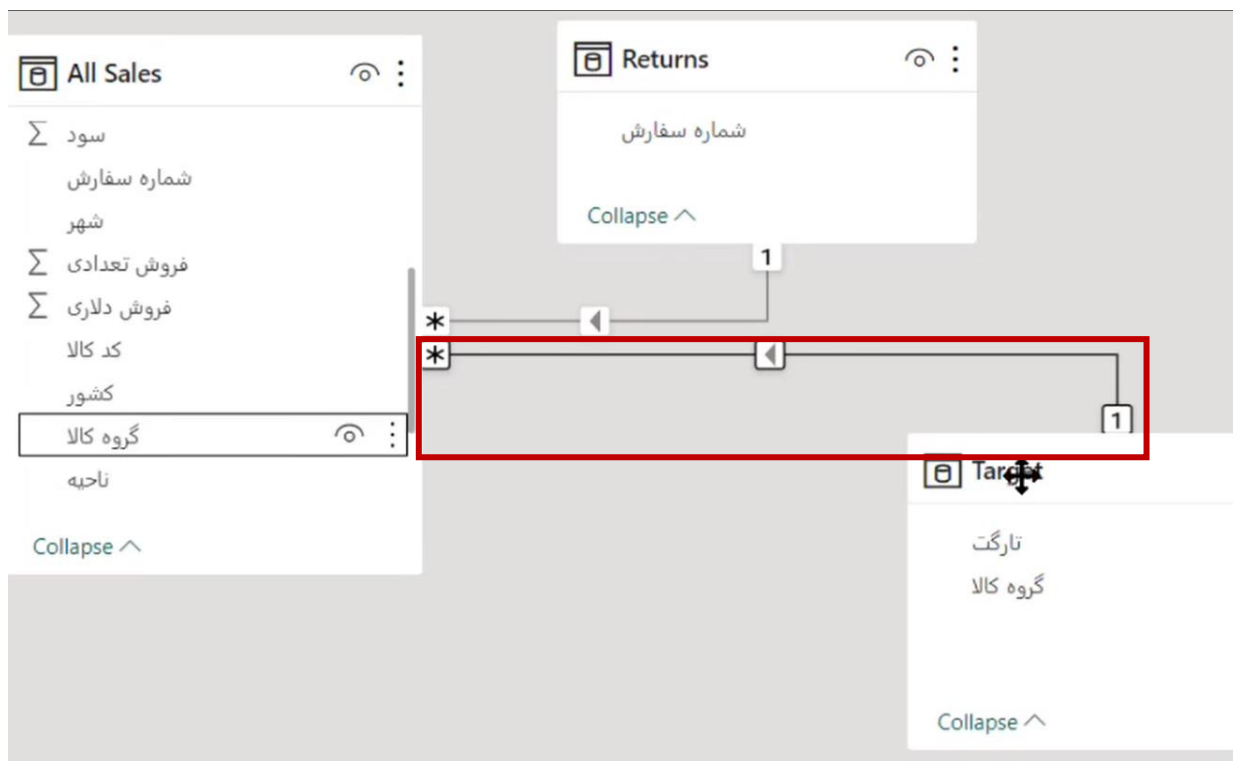 All Sales
سود
شماره سفارش
شهر
فروش تعدادی
فروش دلاری
کد کالا
کشور
گروه کالا
ناحیه
Collapse
Returns
شماره سفارش
Collapse
1
*
*
1
Target
تارگت
گروه کالا
Collapse